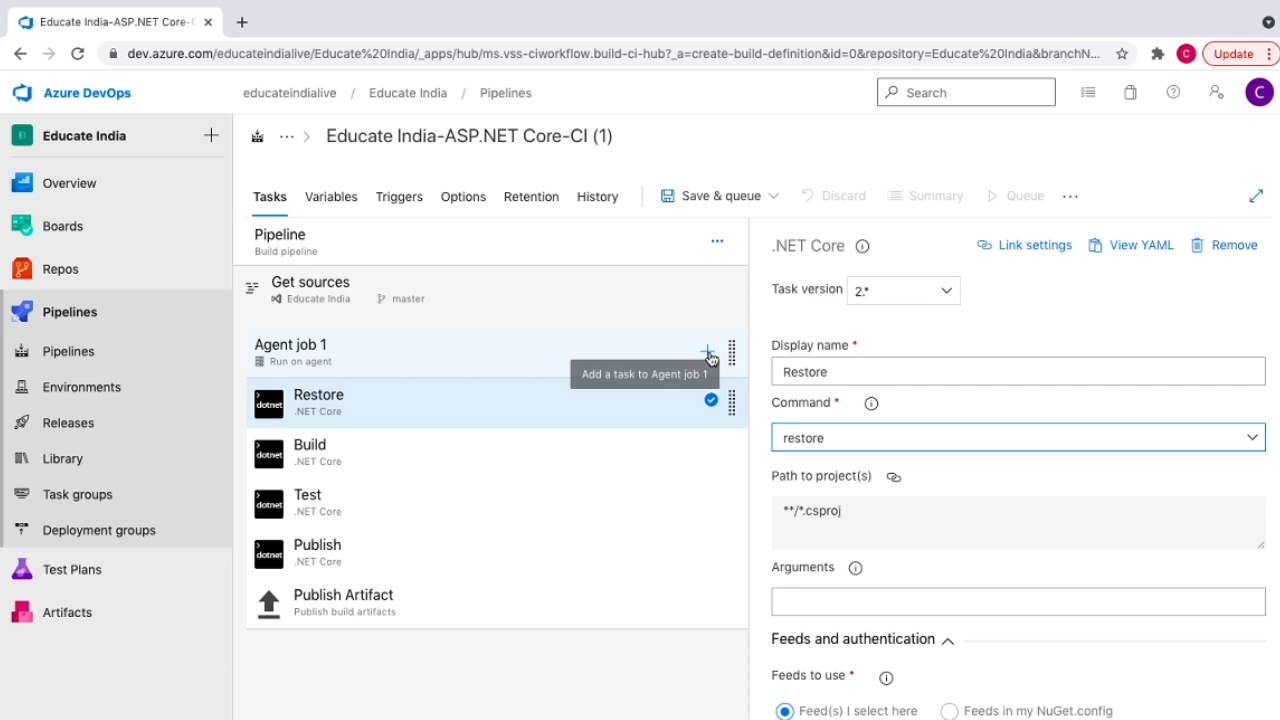 Educate India-ASP.NET Core-C
dev.azure.com/educateindialive/Educate%20India/_apps/hub/ms.vss-ciworkflow.build-ci-hub?_a=create-build-definition&id=0&repository=Educate%20India&branchN...
C
Update
Azure DevOps
educateindialive / Educate India / Pipelines
Search
C
EI
Educate India
Educate India-ASP.NET Core-CI (1)
Overview
Boards
Repos
Pipelines
Pipelines
Environments
Releases
Library
Task groups
Deployment groups
Test Plans
Artifacts
Tasks Variables Triggers Options Retention History Save & queue Discard Summary Queue ...
Pipeline
Build pipeline
Get sources
Educate India master
Agent job 1
Run on agent
Add a task to Agent job 1
dotnet
Restore
.NET Core
dotnet
Build
.NET Core
dotnet
Test
.NET Core
dotnet
Publish
.NET Core
Publish Artifact
Publish build artifacts
.NET Core
Link settings View YAML Remove
Task version 2.*
Display name *
Restore
Command *
restore
Path to project(s)
**/*.csproj
Arguments
Feeds and authentication
Feeds to use *
Feed(s) I select here Feeds in my NuGet.config